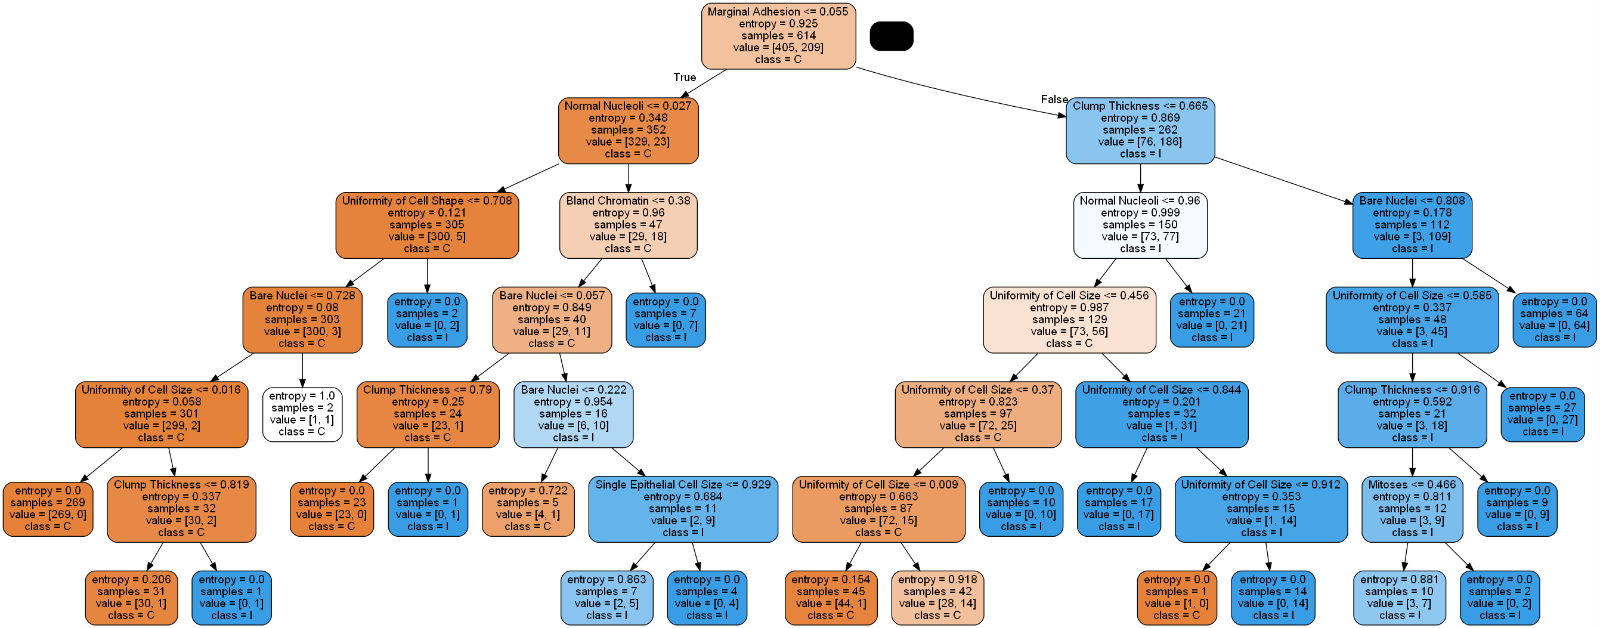 Marginal Adhesion <= 0.055
entropy = 0.925
samples = 614
value = [405, 209]
class = C
True
False
Normal Nucleoli <= 0.027
entropy = 0.348
samples = 352
value = [329, 23]
class = C
Clump Thickness <= 0.665
entropy = 0.869
samples = 262
value = [76, 186]
class = I
Uniformity of Cell Shape <= 0.708
entropy = 0.121
samples = 305
value = [300, 5]
class = C
Bland Chromatin <= 0.38
entropy = 0.96
samples = 47
value = [29, 18]
class = C
Normal Nucleoli <= 0.96
entropy = 0.999
samples = 150
value = [73, 77]
class = I
Bare Nuclei <= 0.808
entropy = 0.178
samples = 112
value = [3, 109]
class = I
Bare Nuclei <= 0.728
entropy = 0.08
samples = 303
value = [300, 3]
class = C
entropy = 0.0
samples = 2
value = [0, 2]
class = I
Bare Nuclei <= 0.057
entropy = 0.849
samples = 40
value = [29, 11]
class = C
entropy = 0.0
samples = 7
value = [0, 7]
class = I
Uniformity of Cell Size <= 0.456
entropy = 0.987
samples = 129
value = [73, 56]
class = C
entropy = 0.0
samples = 21
value = [0, 21]
class = I
Uniformity of Cell Size <= 0.585
entropy = 0.337
samples = 48
value = [3, 45]
class = I
entropy = 0.0
samples = 64
value = [0, 64]
class = I
Uniformity of Cell Size <= 0.016
entropy = 0.058
samples = 301
value = [299, 2]
class = C
entropy = 1.0
samples = 2
value = [1, 1]
class = C
Clump Thickness <= 0.79
entropy = 0.25
samples = 24
value = [23, 1]
class = C
Bare Nuclei <= 0.222
entropy = 0.954
samples = 16
value = [6, 10]
class = I
Uniformity of Cell Size <= 0.37
entropy = 0.823
samples = 97
value = [72, 25]
class = C
Uniformity of Cell Size <= 0.844
entropy = 0.201
samples = 32
value = [1, 31]
class = I
Clump Thickness <= 0.916
entropy = 0.592
samples = 21
value = [3, 18]
class = I
entropy = 0.0
samples = 27
value = [0, 27]
class = I
entropy = 0.0
samples = 269
value = [269, 0]
class = C
Clump Thickness <= 0.819
entropy = 0.337
samples = 32
value = [30, 2]
class = C
entropy = 0.0
samples = 23
value = [23, 0]
class = C
entropy = 0.0
samples = 1
value = [0, 1]
class = I
entropy = 0.722
samples = 5
value = [4, 1]
class = C
Single Epithelial Cell Size <= 0.929
entropy = 0.684
samples = 11
value = [2, 9]
class = I
Uniformity of Cell Size <= 0.009
entropy = 0.663
samples = 87
value = [72, 15]
class = C
entropy = 0.0
samples = 10
value = [0, 10]
class = I
entropy = 0.0
samples = 17
value = [0, 17]
class = I
Uniformity of Cell Size <= 0.912
entropy = 0.353
samples = 15
value = [1, 14]
class = I
Mitoses <= 0.466
entropy = 0.811
samples = 12
value = [3, 9]
class = I
entropy = 0.0
samples = 9
value = [0, 9]
class = I
entropy = 0.206
samples = 31
value = [30, 1]
class = C
entropy = 0.0
samples = 1
value = [0, 1]
class = I
entropy = 0.863
samples = 7
value = [2, 5]
class = I
entropy = 0.0
samples = 4
value = [0, 4]
class = I
entropy = 0.154
samples = 45
value = [44, 1]
class = C
entropy = 0.918
samples = 42
value = [28, 14]
class = C
entropy = 0.0
samples = 1
value = [1, 0]
class = C
entropy = 0.0
samples = 14
value = [0, 14]
class = I
entropy = 0.881
samples = 10
value = [3, 7]
class = I
entropy = 0.0
samples = 2
value = [0, 2]
class = I